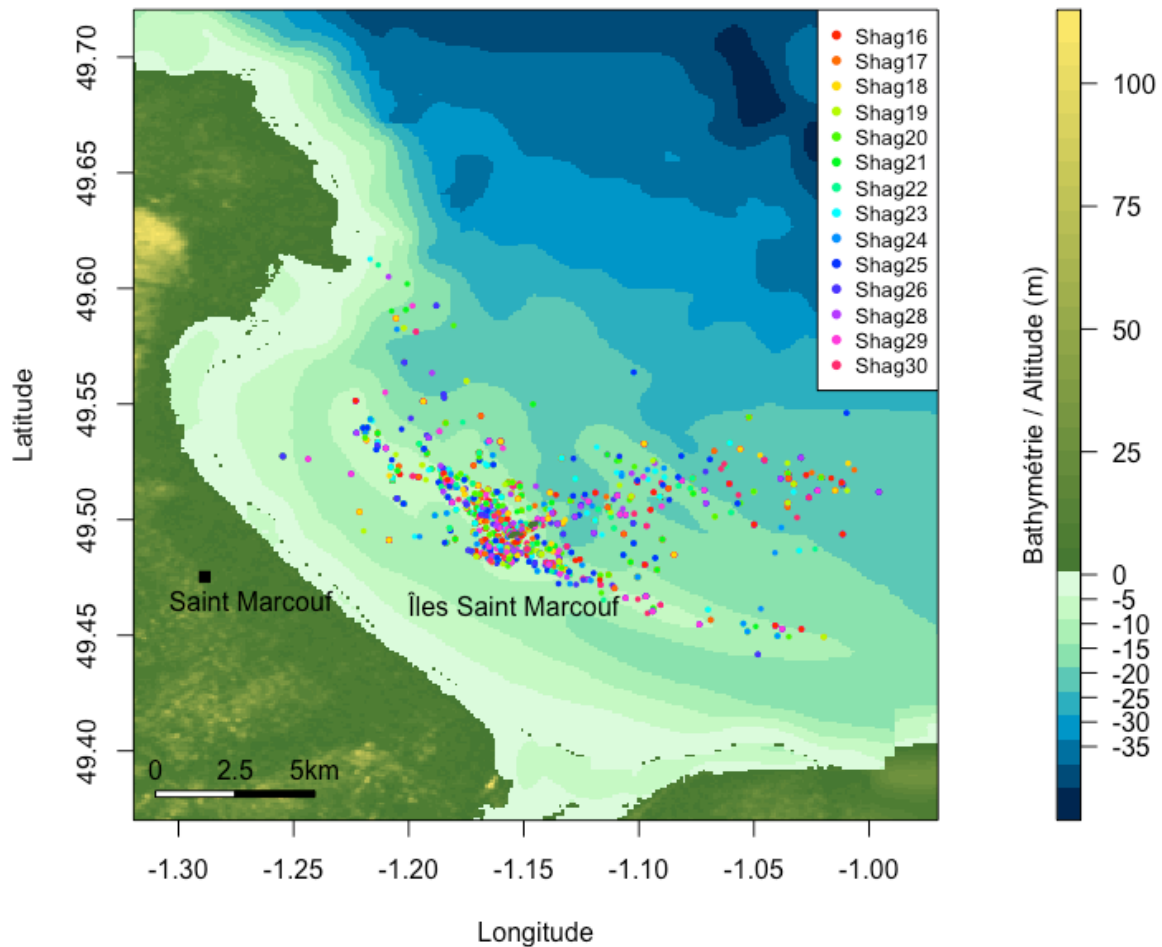 49.70
49.65
49.60
49.55
49.50
49.45
49.40
Latitude
Shag16
Shag17
Shag18
Shag19
Shag20
Shag21
Shag22
Shag23
Shag24
Shag25
Shag26
Shag28
Shag29
Shag30
Saint Marcouf
Îles Saint Marcouf
0 2.5 5km
-1.30 -1.25 -1.20 -1.15 -1.10 -1.05 -1.00
Longitude
Bathymétrie / Altitude (m)
100
75
50
25
0
-5
-10
-15
-20
-25
-30
-35